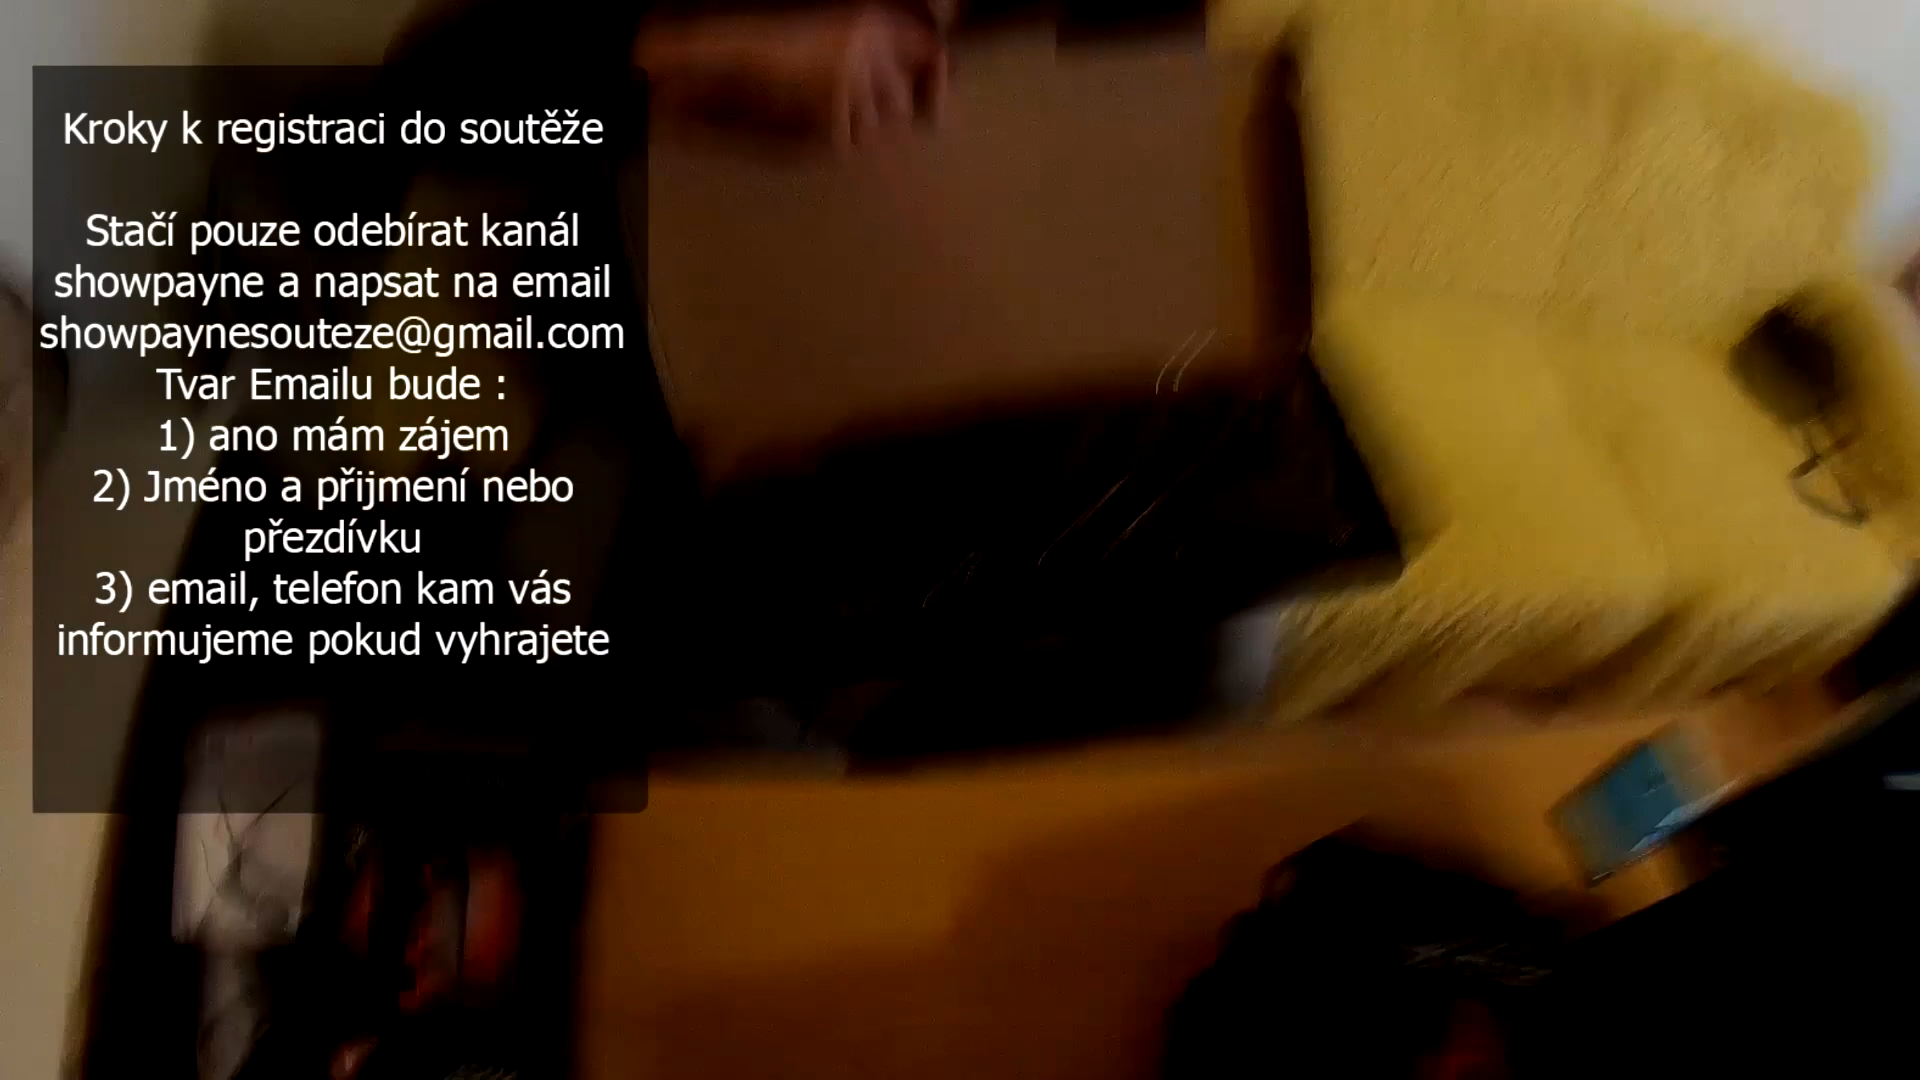 Kroky k registraci do soutěže
Stačí pouze odebírat kanál
showpayne a napsat na email
showpaynesouteze@gmail.com
Tvar Emailu bude :
1) ano mám zájem
2) Jméno a přijmení nebo
přezdívku
3) email, telefon kam vás
informujeme pokud vyhrajete